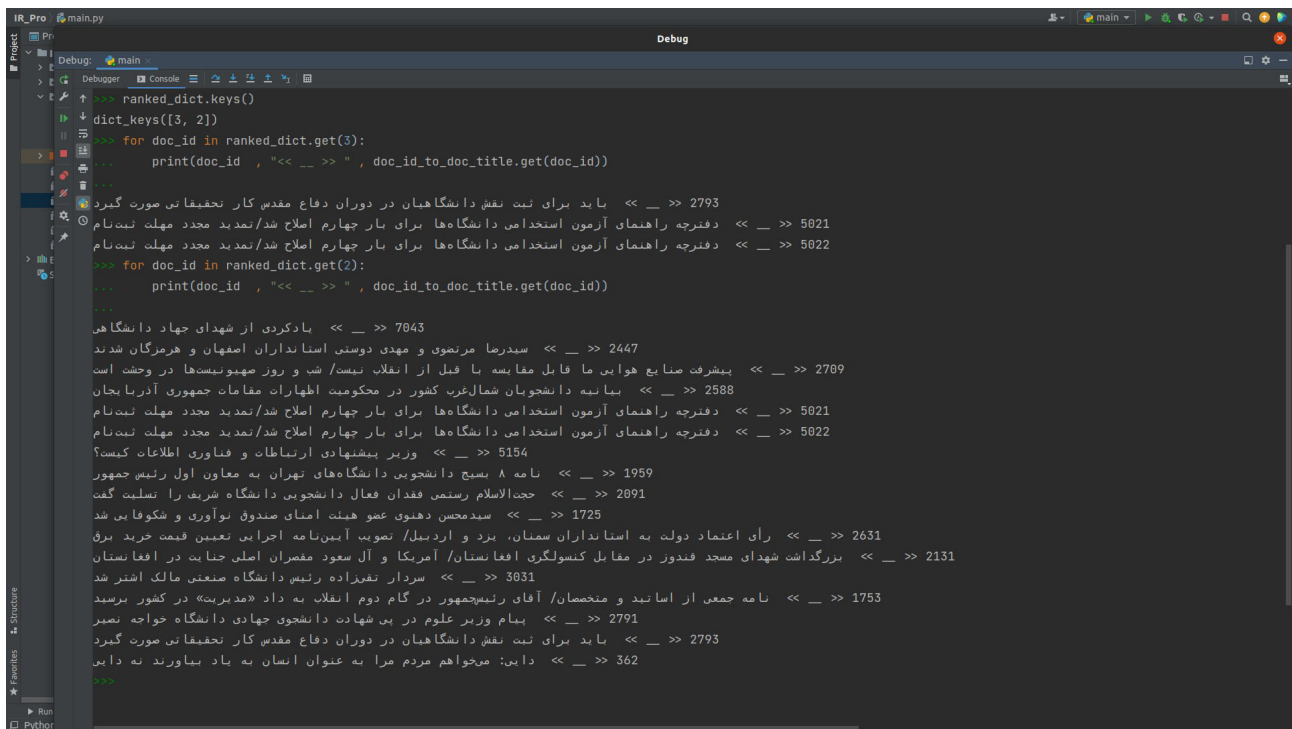 IR_Pro main.py
main
Debug
Project
Debug: main
Debugger Console
>>> ranked_dict.keys()
dict_keys([3, 2])
>>> for doc_id in ranked_dict.get(3):
...     print(doc_id  , "<< __ >> " , doc_id_to_doc_title.get(doc_id))
...
2793 << __ >>  باید برای ثبت نقش دانشگاهیان در دوران دفاع مقدس کار تحقیقاتی صورت گیرد
5021 << __ >>  دفترچه راهنمای آزمون استخدامی دانشگاه‌ها برای بار چهارم اصلاح شد/تمدید مجدد مهلت ثبت‌نام
5022 << __ >>  دفترچه راهنمای آزمون استخدامی دانشگاه‌ها برای بار چهارم اصلاح شد/تمدید مجدد مهلت ثبت‌نام
>>> for doc_id in ranked_dict.get(2):
...     print(doc_id  , "<< __ >> " , doc_id_to_doc_title.get(doc_id))
...
7043 << __ >>  یادکردی از شهدای جهاد دانشگاهی
2447 << __ >>  سیدرضا مرتضوی و مهدی دوستی استانداران اصفهان و هرمزگان شدند
2709 << __ >>  پیشرفت صنایع هوایی ما قابل مقایسه با قبل از انقلاب نیست/ شب و روز صهیونیست‌ها در وحشت است
2588 << __ >>  بیانیه دانشجویان شمال‌غرب کشور در محکومیت اظهارات مقامات جمهوری آذربایجان
5021 << __ >>  دفترچه راهنمای آزمون استخدامی دانشگاه‌ها برای بار چهارم اصلاح شد/تمدید مجدد مهلت ثبت‌نام
5022 << __ >>  دفترچه راهنمای آزمون استخدامی دانشگاه‌ها برای بار چهارم اصلاح شد/تمدید مجدد مهلت ثبت‌نام
5154 << __ >>  وزیر پیشنهادی ارتباطات و فناوری اطلاعات کیست؟
1959 << __ >>  نامه ۸ بسیج دانشجویی دانشگاه‌های تهران به معاون اول رئیس جمهور
2091 << __ >>  حجت‌الاسلام رستمی فقدان فعال دانشجویی دانشگاه شریف را تسلیت گفت
1725 << __ >>  سیدمحسن دهنوی عضو هیئت امنای صندوق نوآوری و شکوفایی شد
2631 << __ >>  رأی اعتماد دولت به استانداران سمنان، یزد و اردبیل/ تصویب آیین‌نامه اجرایی تعیین قیمت خرید برق
2131 << __ >>  بزرگداشت شهدای مسجد قندوز در مقابل کنسولگری افغانستان/ آمریکا و آل سعود مقصران اصلی جنایت در افغانستان
3031 << __ >>  سردار تقی‌زاده رئیس دانشگاه صنعتی مالک اشتر شد
1753 << __ >>  نامه جمعی از اساتید و متخصصان/ آقای رئیس‌جمهور در گام دوم انقلاب به داد «مدیریت» در کشور برسید
2791 << __ >>  پیام وزیر علوم در پی شهادت دانشجوی جهادی دانشگاه خواجه نصیر
2793 << __ >>  باید برای ثبت نقش دانشگاهیان در دوران دفاع مقدس کار تحقیقاتی صورت گیرد
362 << __ >>  دایی: می‌خواهم مردم مرا به عنوان انسان به یاد بیاورند نه دایی
>>>
Structure
Favorites
Run